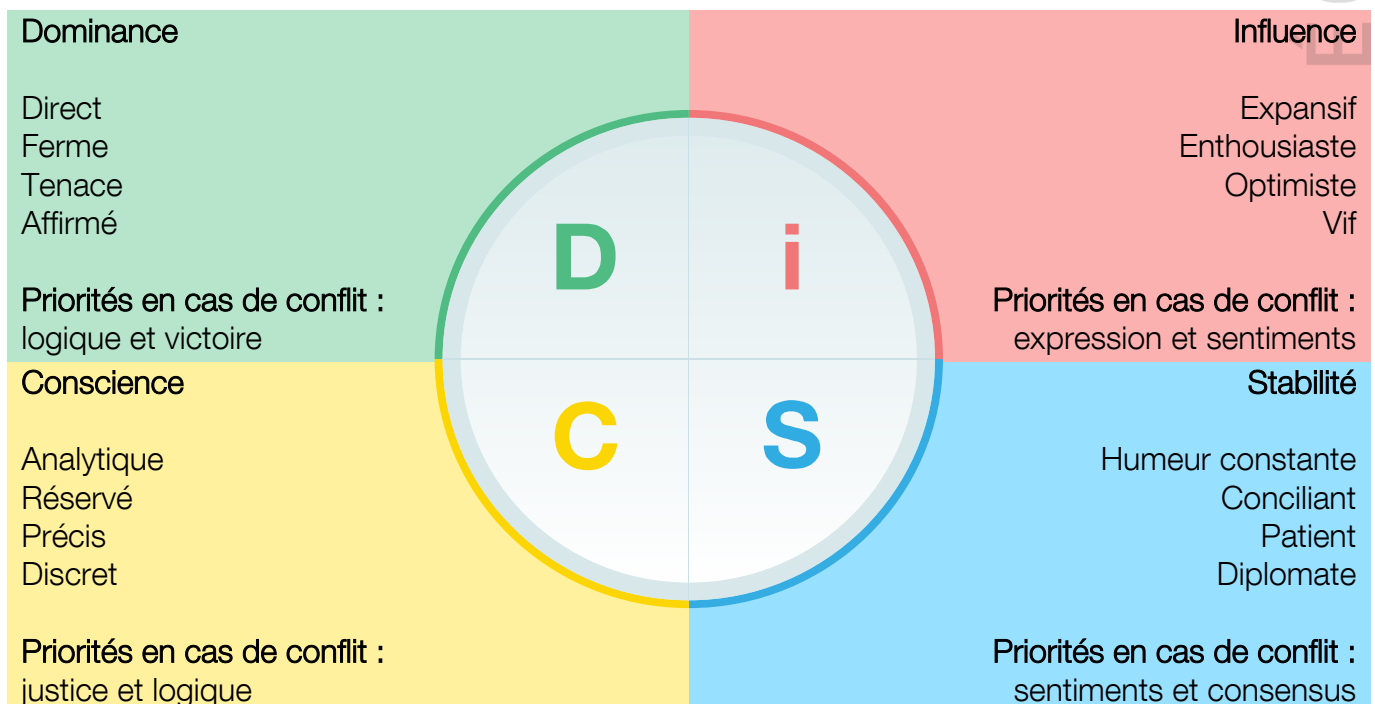 Dominance
Direct
Ferme
Tenace
Affirmé
Priorités en cas de conflit :
logique et victoire
Influence
Expansif
Enthousiaste
Optimiste
Vif
Priorités en cas de conflit :
expression et sentiments
D
i
C
S
Conscience
Analytique
Réservé
Précis
Discret
Priorités en cas de conflit :
justice et logique
Stabilité
Humeur constante
Conciliant
Patient
Diplomate
Priorités en cas de conflit :
sentiments et consensus